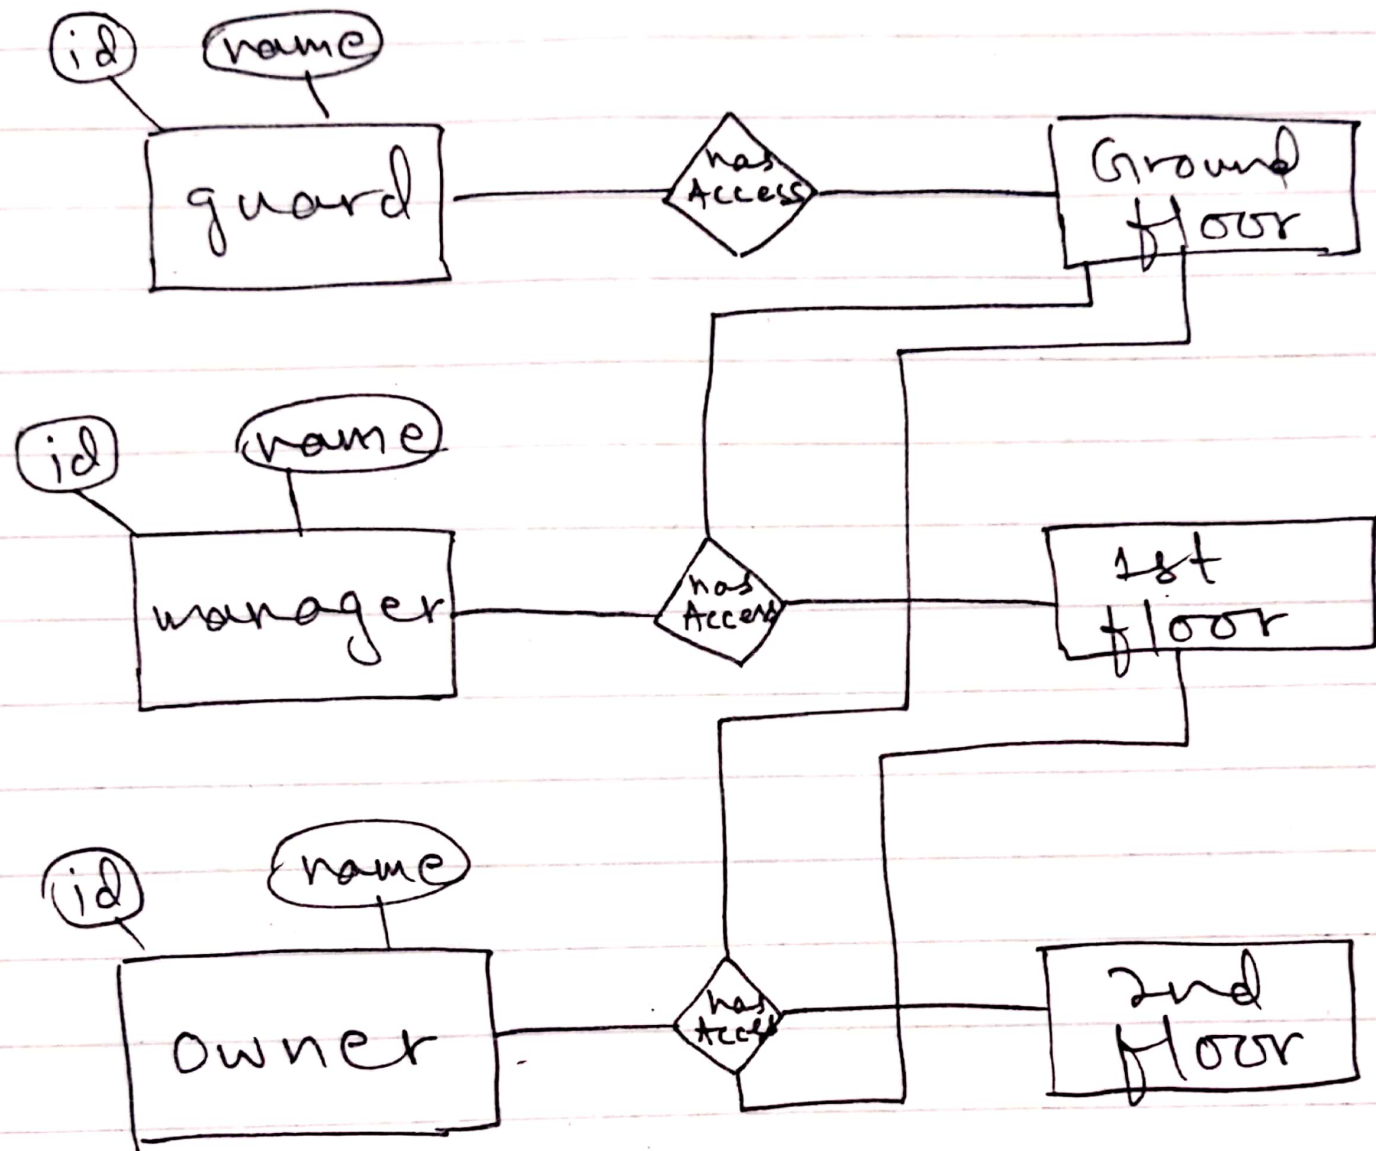 id name
guard
has
Access
Ground
floor
id name
manager
has
Access
1st
floor
id name
owner
has
Access
2nd
floor